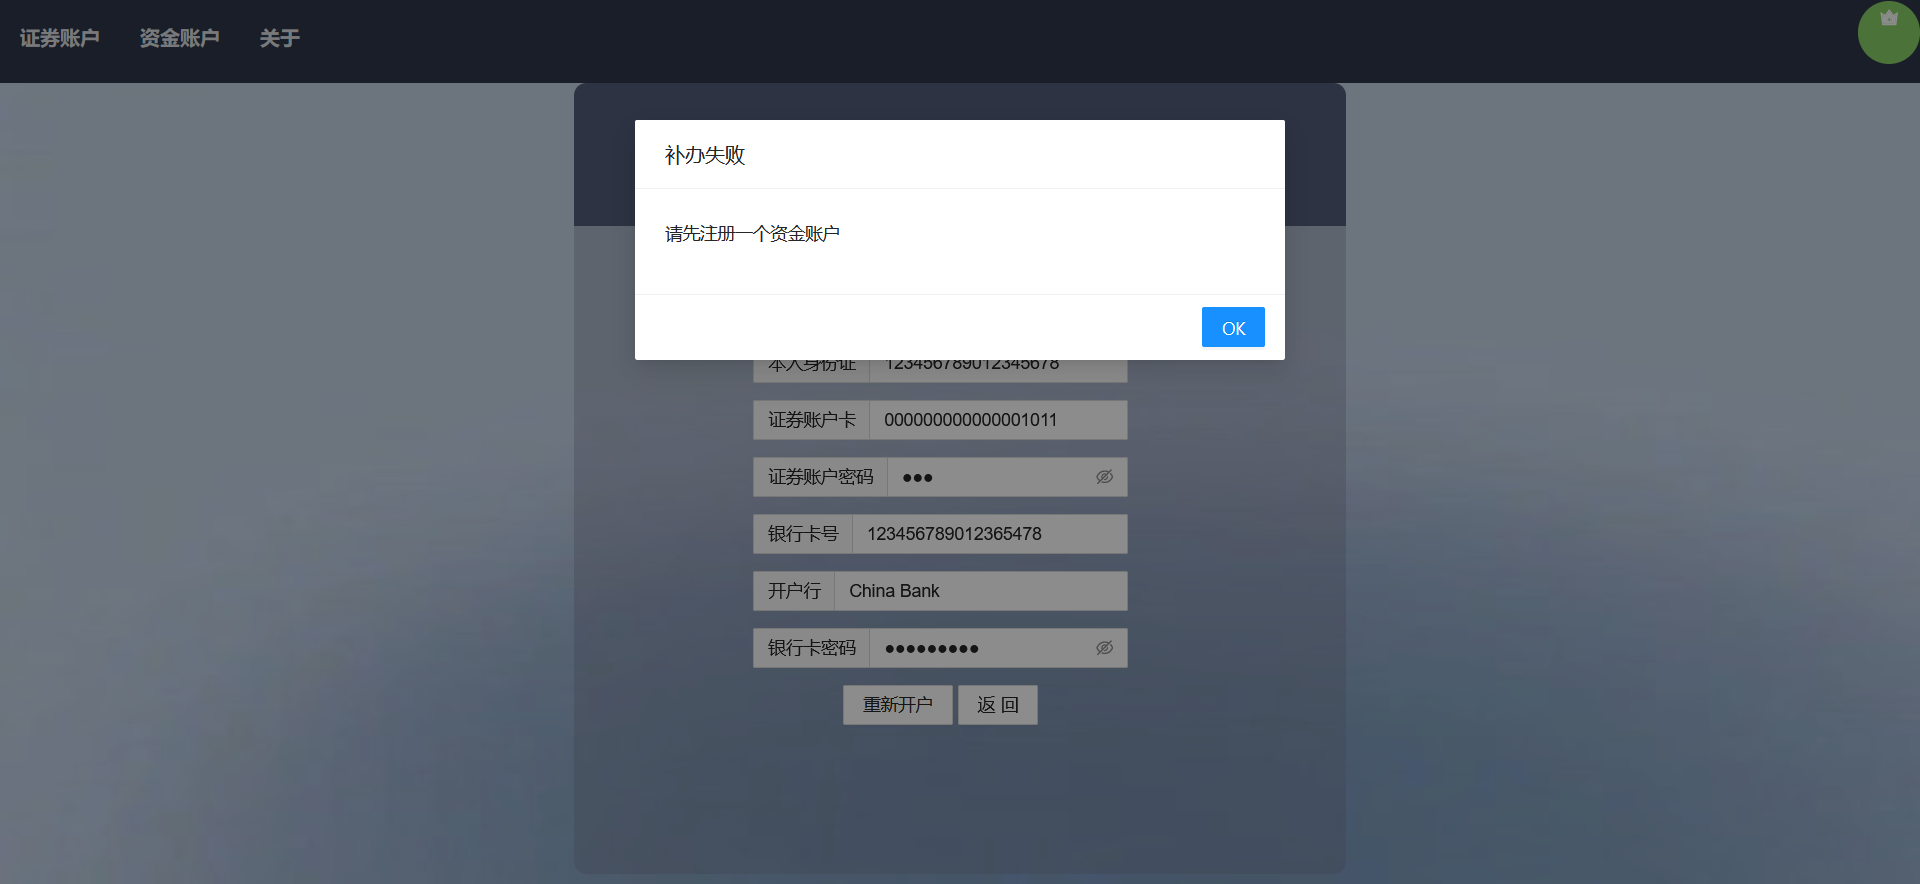 证券账户 资金账户 关于
补办失败
请先注册一个资金账户
OK
本人身份证 123456789012345678
证券账户卡 000000000000001011
证券账户密码 •••
银行卡号 123456789012365478
开户行 China Bank
银行卡密码 •••••••••
重新开户 返 回